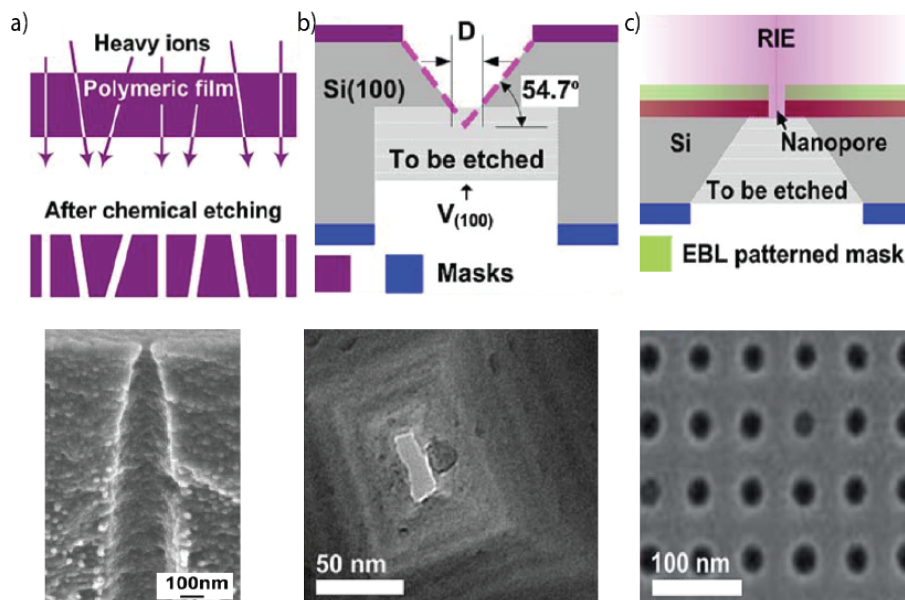 a)
Heavy ions
Polymeric film
After chemical etching
100nm
b)
D
Si(100)
54.7º
To be etched
V(100)
Masks
50 nm
c)
RIE
Si
Nanopore
To be etched
EBL patterned mask
100 nm